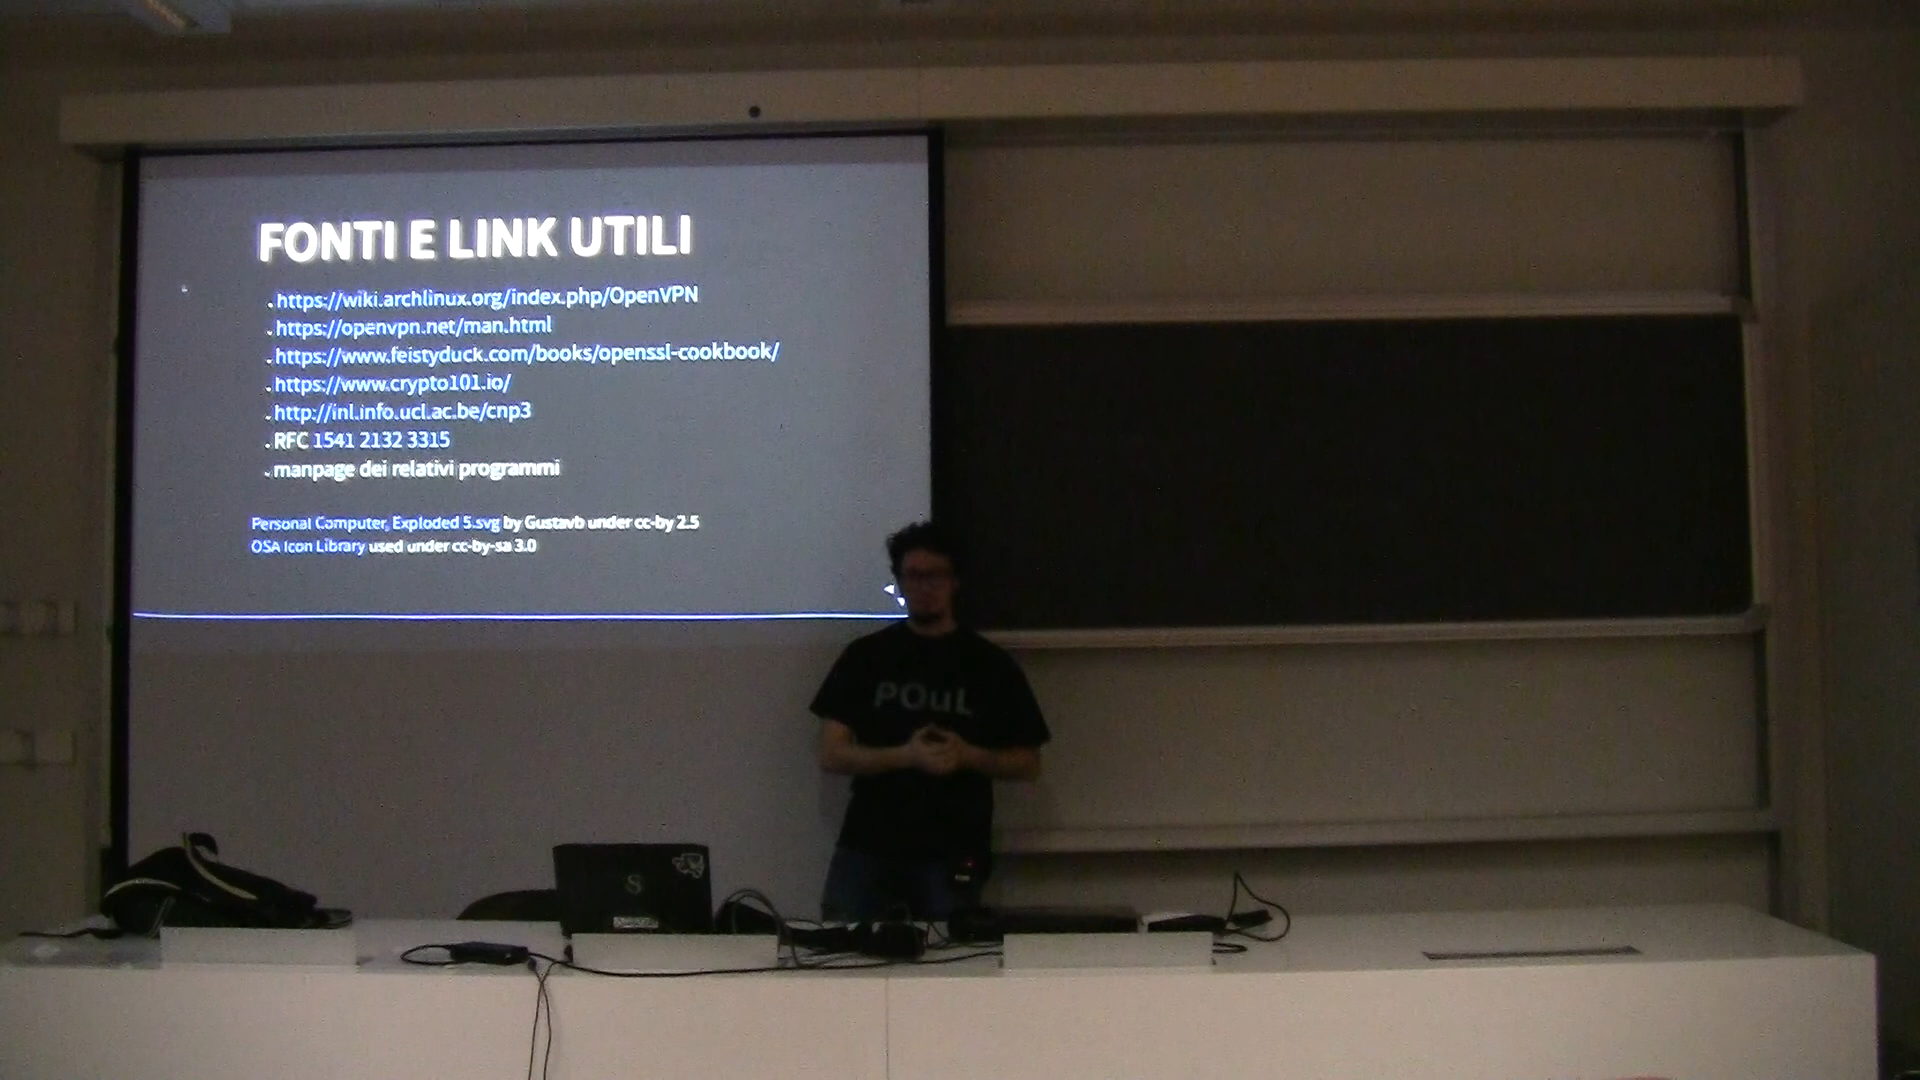 FONTI E LINK UTILI
https://wiki.archlinux.org/index.php/OpenVPN
https://openvpn.net/man.html
https://www.feistyduck.com/books/openssl-cookbook/
https://www.crypto101.io/
http://inl.info.ucl.ac.be/cnp3
RFC 1541 2132 3315
manpage dei relativi programmi
Personal Computer, Exploded 5.svg by Gustavb under cc-by 2.5
OSA Icon Library used under cc-by-sa 3.0
POuL
S